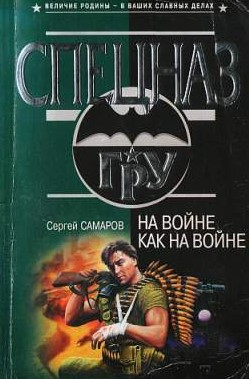 ВЕЛИЧИЕ РОДИНЫ – В ВАШИХ СЛАВНЫХ ДЕЛАХ
СПЕЦНАЗ
ГРУ
Сергей САМАРОВ
НА ВОЙНЕ
КАК НА ВОЙНЕ